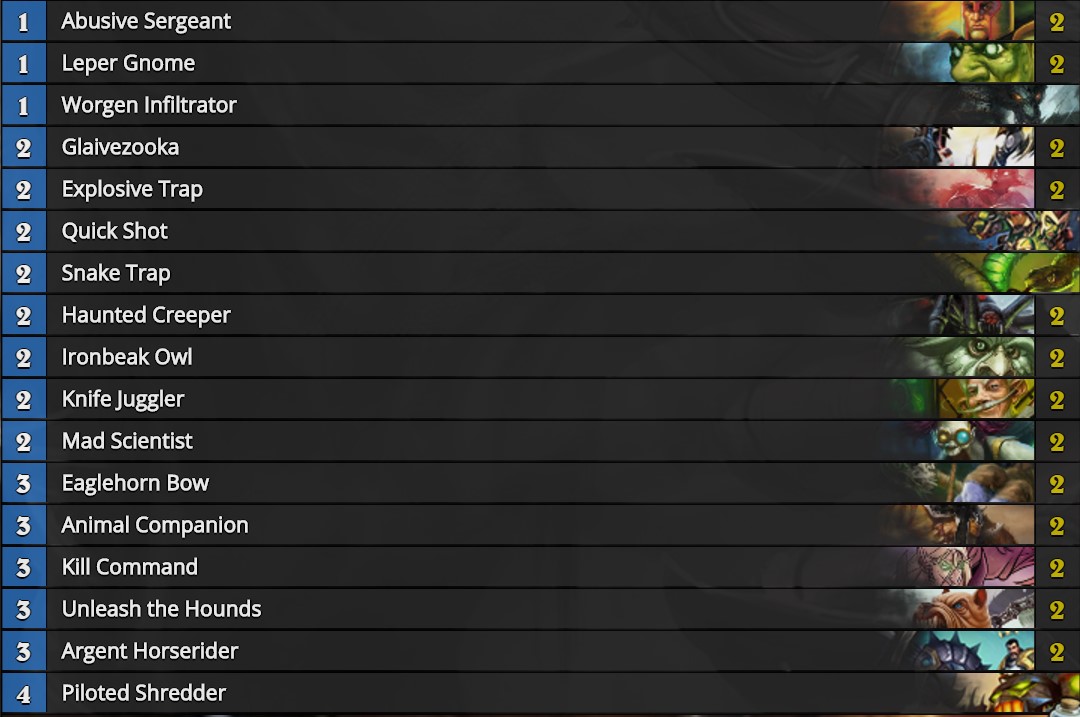 1 Abusive Sergeant 2
1 Leper Gnome 2
1 Worgen Infiltrator
2 Glaivezooka 2
2 Explosive Trap 2
2 Quick Shot
2 Snake Trap
2 Haunted Creeper 2
2 Ironbeak Owl 2
2 Knife Juggler 2
2 Mad Scientist 2
3 Eaglehorn Bow 2
3 Animal Companion 2
3 Kill Command 2
3 Unleash the Hounds 2
3 Argent Horserider 2
4 Piloted Shredder